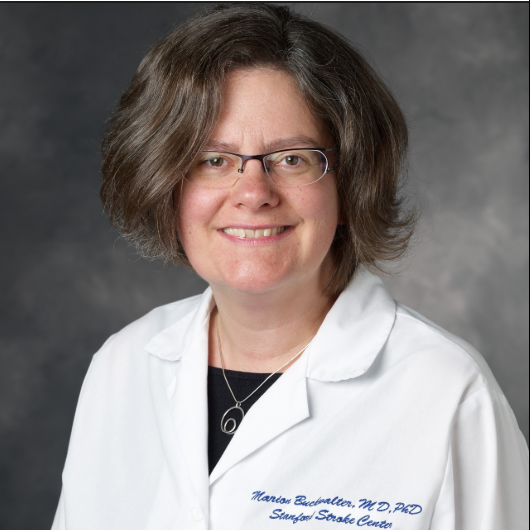 Marion Buckwalter, MD, PhD
Stanford Stroke Center